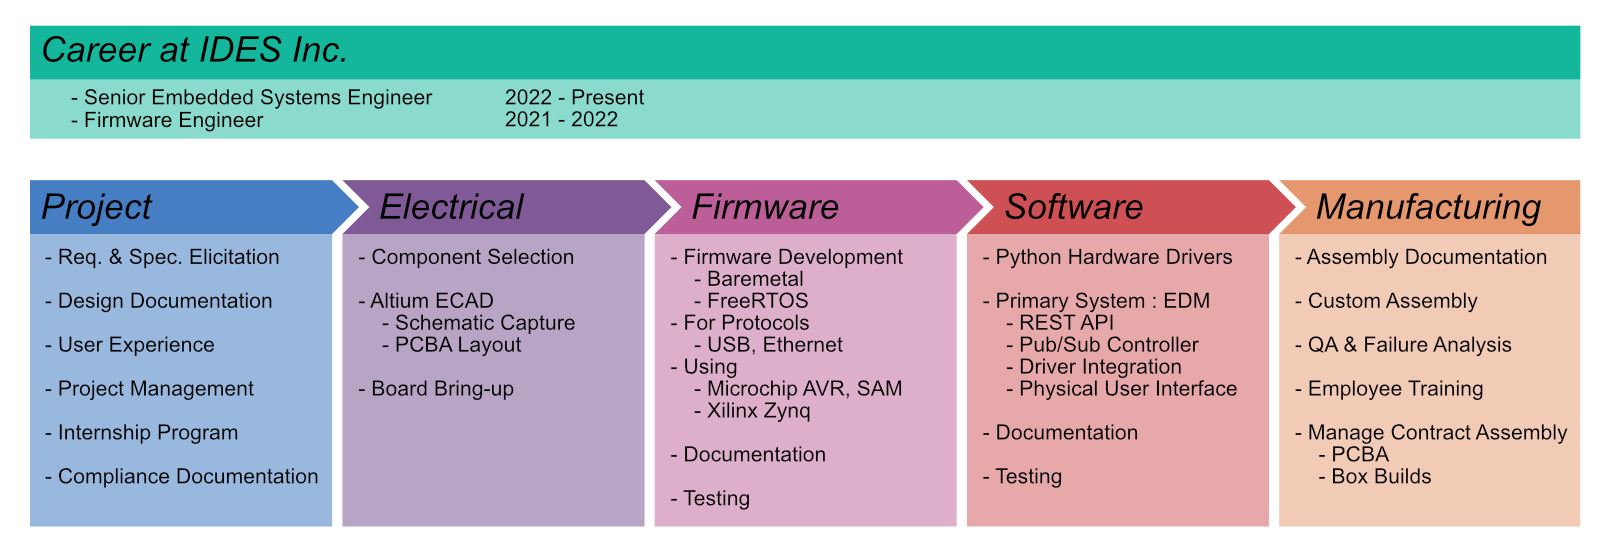 Career at IDES Inc.
- Senior Embedded Systems Engineer 2022 - Present
- Firmware Engineer 2021 - 2022
Project
- Req. & Spec. Elicitation
- Design Documentation
- User Experience
- Project Management
- Internship Program
- Compliance Documentation
Electrical
- Component Selection
- Altium ECAD
- Schematic Capture
- PCBA Layout
- Board Bring-up
Firmware
- Firmware Development
- Baremetal
- FreeRTOS
- For Protocols
- USB, Ethernet
- Using
- Microchip AVR, SAM
- Xilinx Zynq
- Documentation
- Testing
Software
- Python Hardware Drivers
- Primary System : EDM
- REST API
- Pub/Sub Controller
- Driver Integration
- Physical User Interface
- Documentation
- Testing
Manufacturing
- Assembly Documentation
- Custom Assembly
- QA & Failure Analysis
- Employee Training
- Manage Contract Assembly
- PCBA
- Box Builds